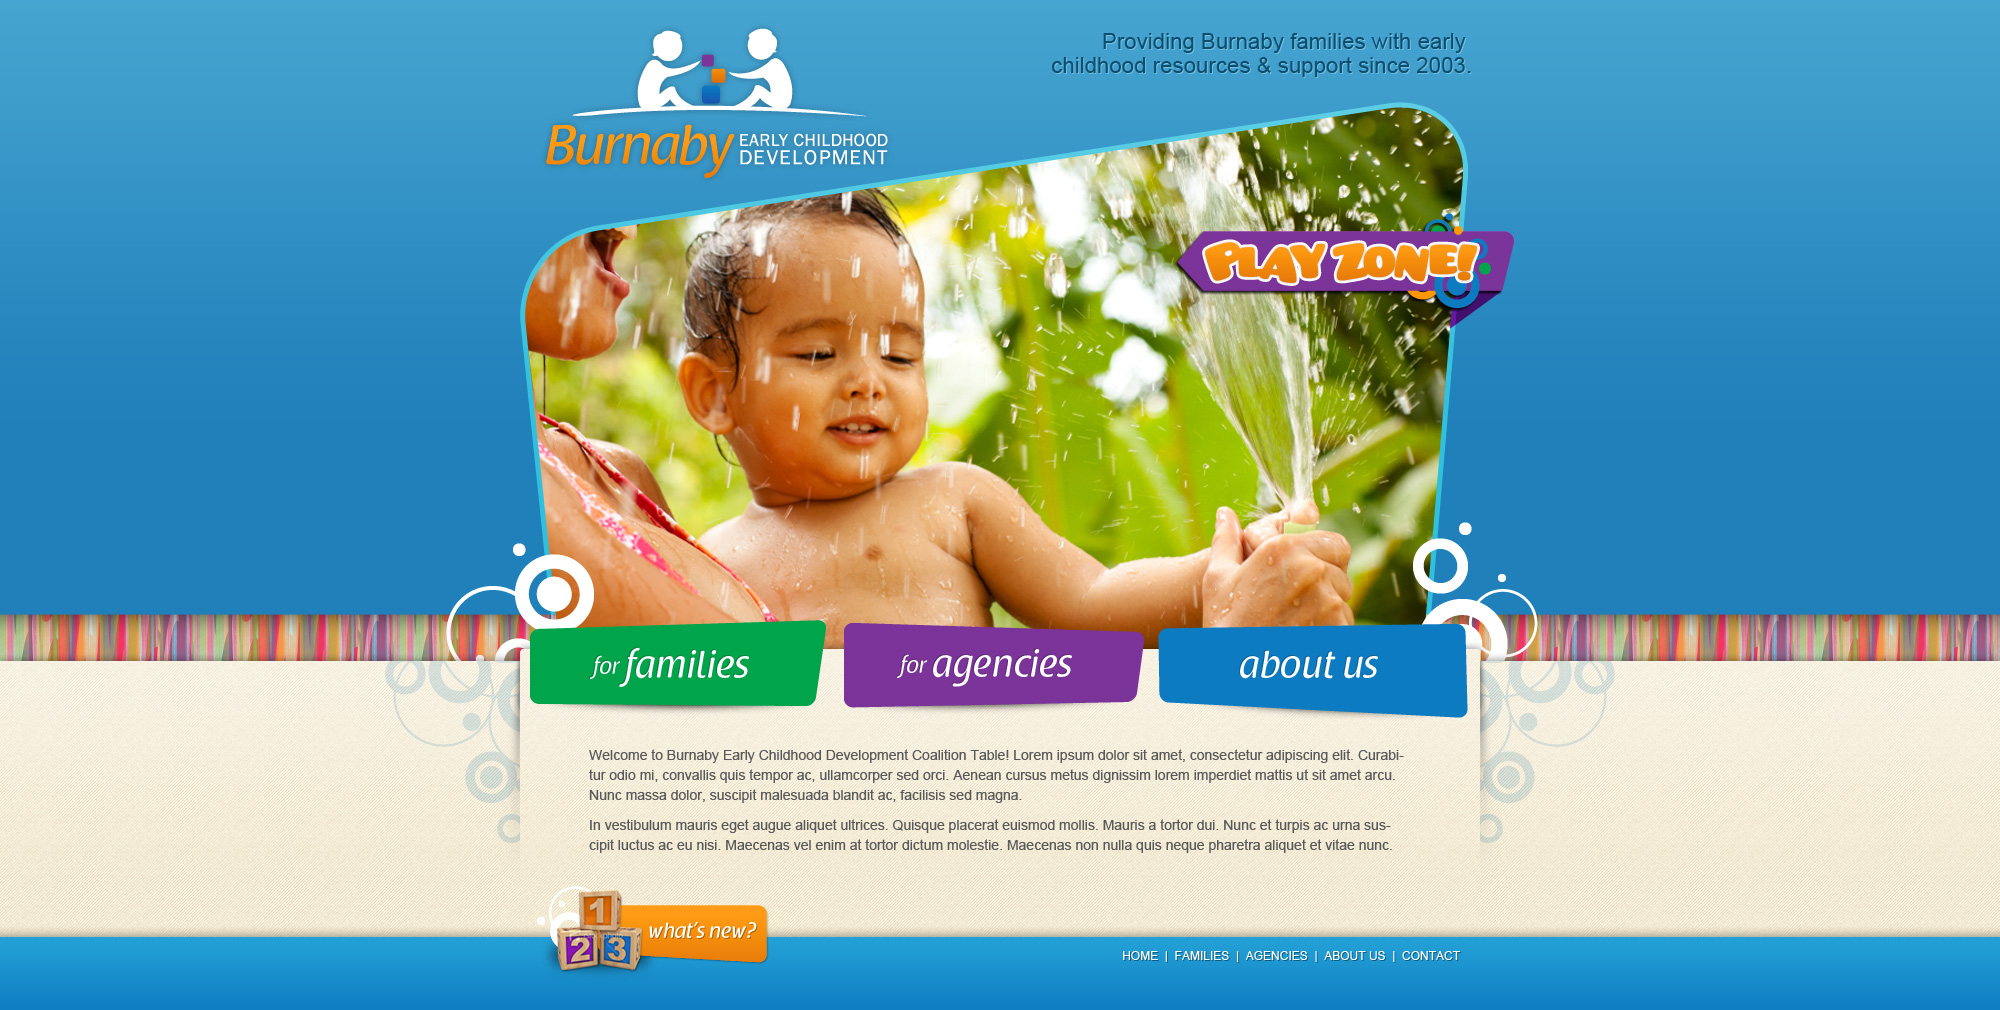 Providing Burnaby families with early
childhood resources & support since 2003.
Burnaby EARLY CHILDHOOD
DEVELOPMENT
PLAY ZONE!
for families
for agencies
about us
Welcome to Burnaby Early Childhood Development Coalition Table! Lorem ipsum dolor sit amet, consectetur adipiscing elit. Curabi-
tur odio mi, convallis quis tempor ac, ullamcorper sed orci. Aenean cursus metus dignissim lorem imperdiet mattis ut sit amet arcu.
Nunc massa dolor, suscipit malesuada blandit ac, facilisis sed magna.
In vestibulum mauris eget augue aliquet ultrices. Quisque placerat euismod mollis. Mauris a tortor dui. Nunc et turpis ac urna sus-
cipit luctus ac eu nisi. Maecenas vel enim at tortor dictum molestie. Maecenas non nulla quis neque pharetra aliquet et vitae nunc.
1
2 3
what's new?
HOME | FAMILIES | AGENCIES | ABOUT US | CONTACT